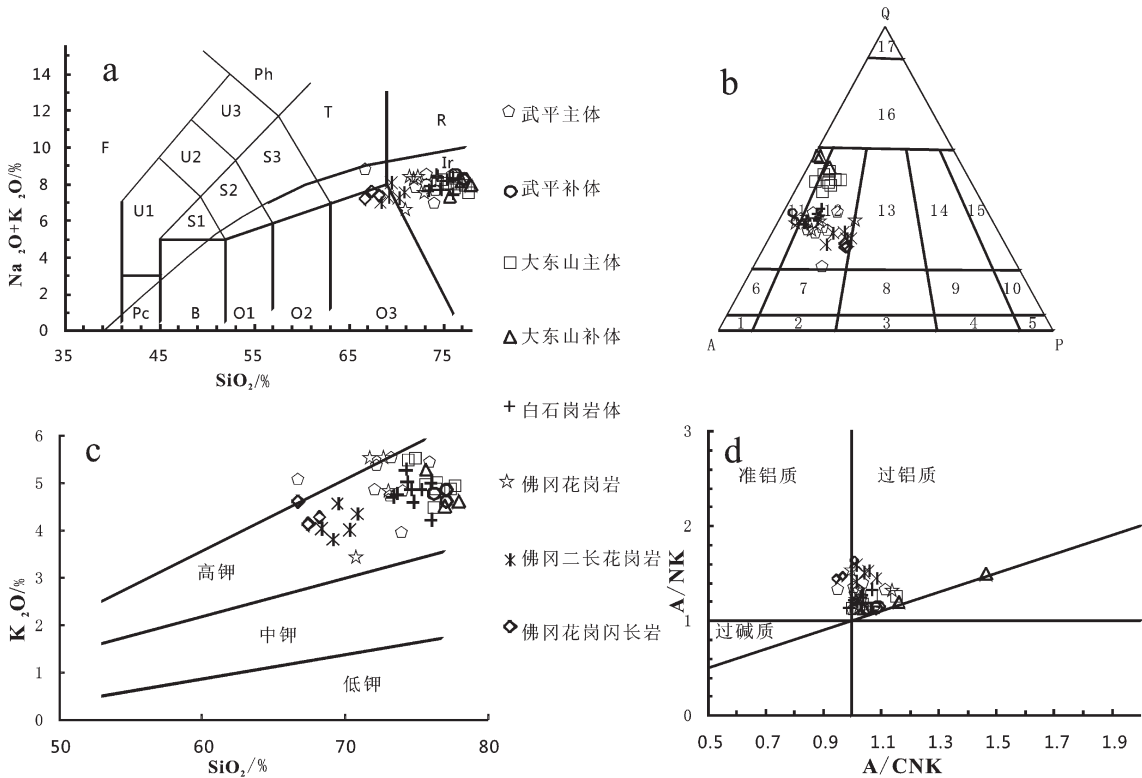 a
Na₂O+K₂O/%
14
12
10
8
6
4
2
0
35
45
55
65
75
SiO₂/%
F
Ph
U3
T
R
U2
S3
Ir
U1
S2
S1
Pc
B
O1
O2
O3
武平主体
武平补体
大东山主体
大东山补体
白石岗岩体
佛冈花岗岩
佛冈二长花岗岩
佛冈花岗闪长岩
b
Q
17
16
12
13
14
15
6
7
8
9
10
1
2
3
4
5
A
P
c
K₂O/%
6
5
4
3
2
1
0
高钾
中钾
低钾
50
60
70
80
SiO₂/%
d
A/NK
3
2
1
0
准铝质
过铝质
过碱质
0.5
0.7
0.9
1.1
1.3
1.5
1.7
1.9
A/CNK